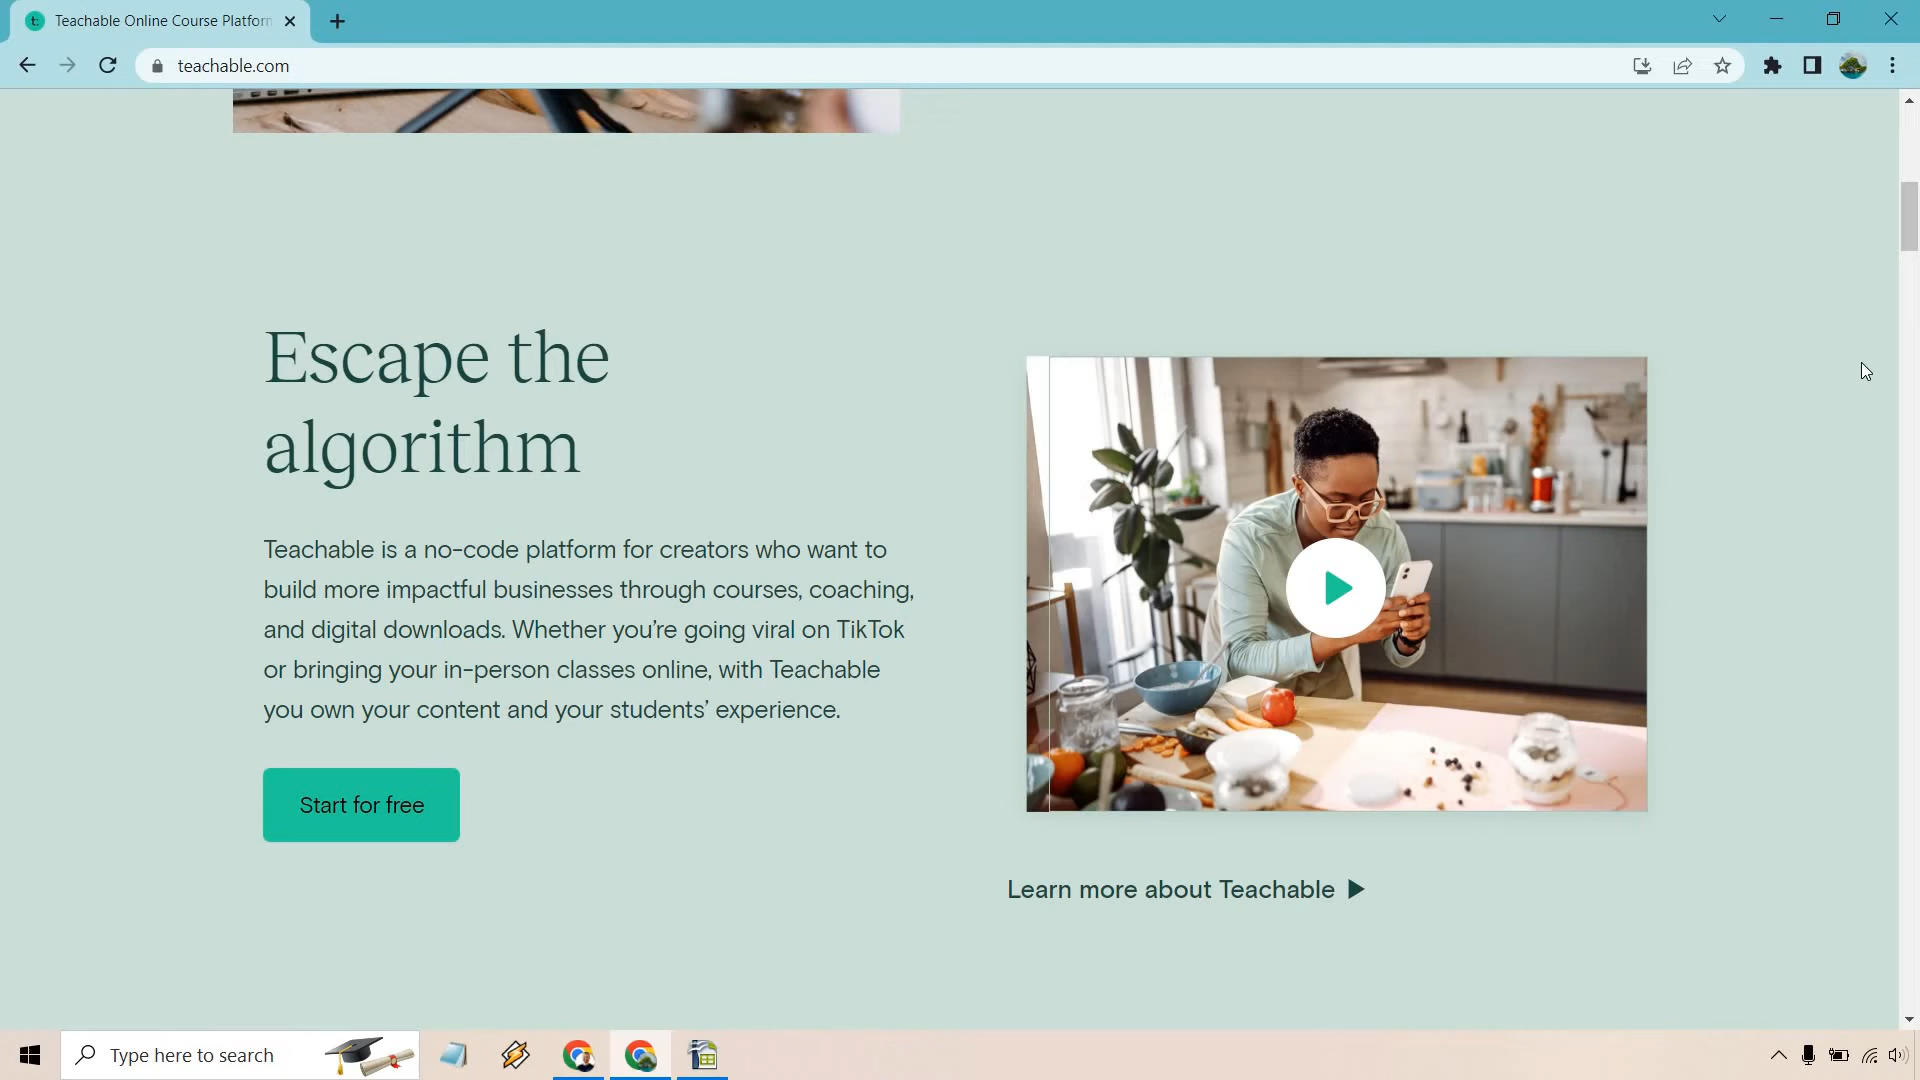 Teachable Online Course Platforn
teachable.com
Escape the
algorithm
Teachable is a no-code platform for creators who want to
build more impactful businesses through courses, coaching,
and digital downloads. Whether you’re going viral on TikTok
or bringing your in-person classes online, with Teachable
you own your content and your students’ experience.
Start for free
Learn more about Teachable
Type here to search